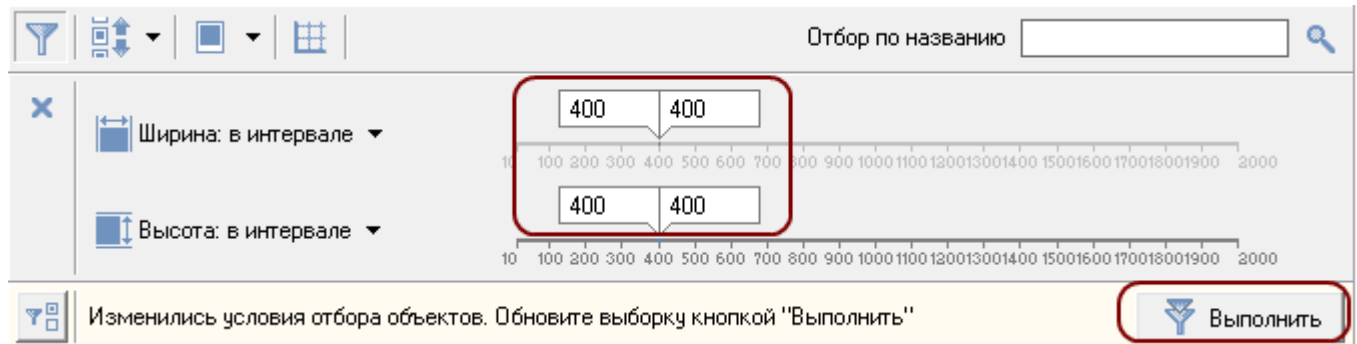 Отбор по названию
400 400
Ширина: в интервале
10 100 200 300 400 500 600 700 800 900 1000 1100 1200 1300 1400 1500 1600 1700 1800 1900 2000
400 400
Высота: в интервале
10 100 200 300 400 500 600 700 800 900 1000 1100 1200 1300 1400 1500 1600 1700 1800 1900 2000
Изменились условия отбора объектов. Обновите выборку кнопкой "Выполнить" Выполнить